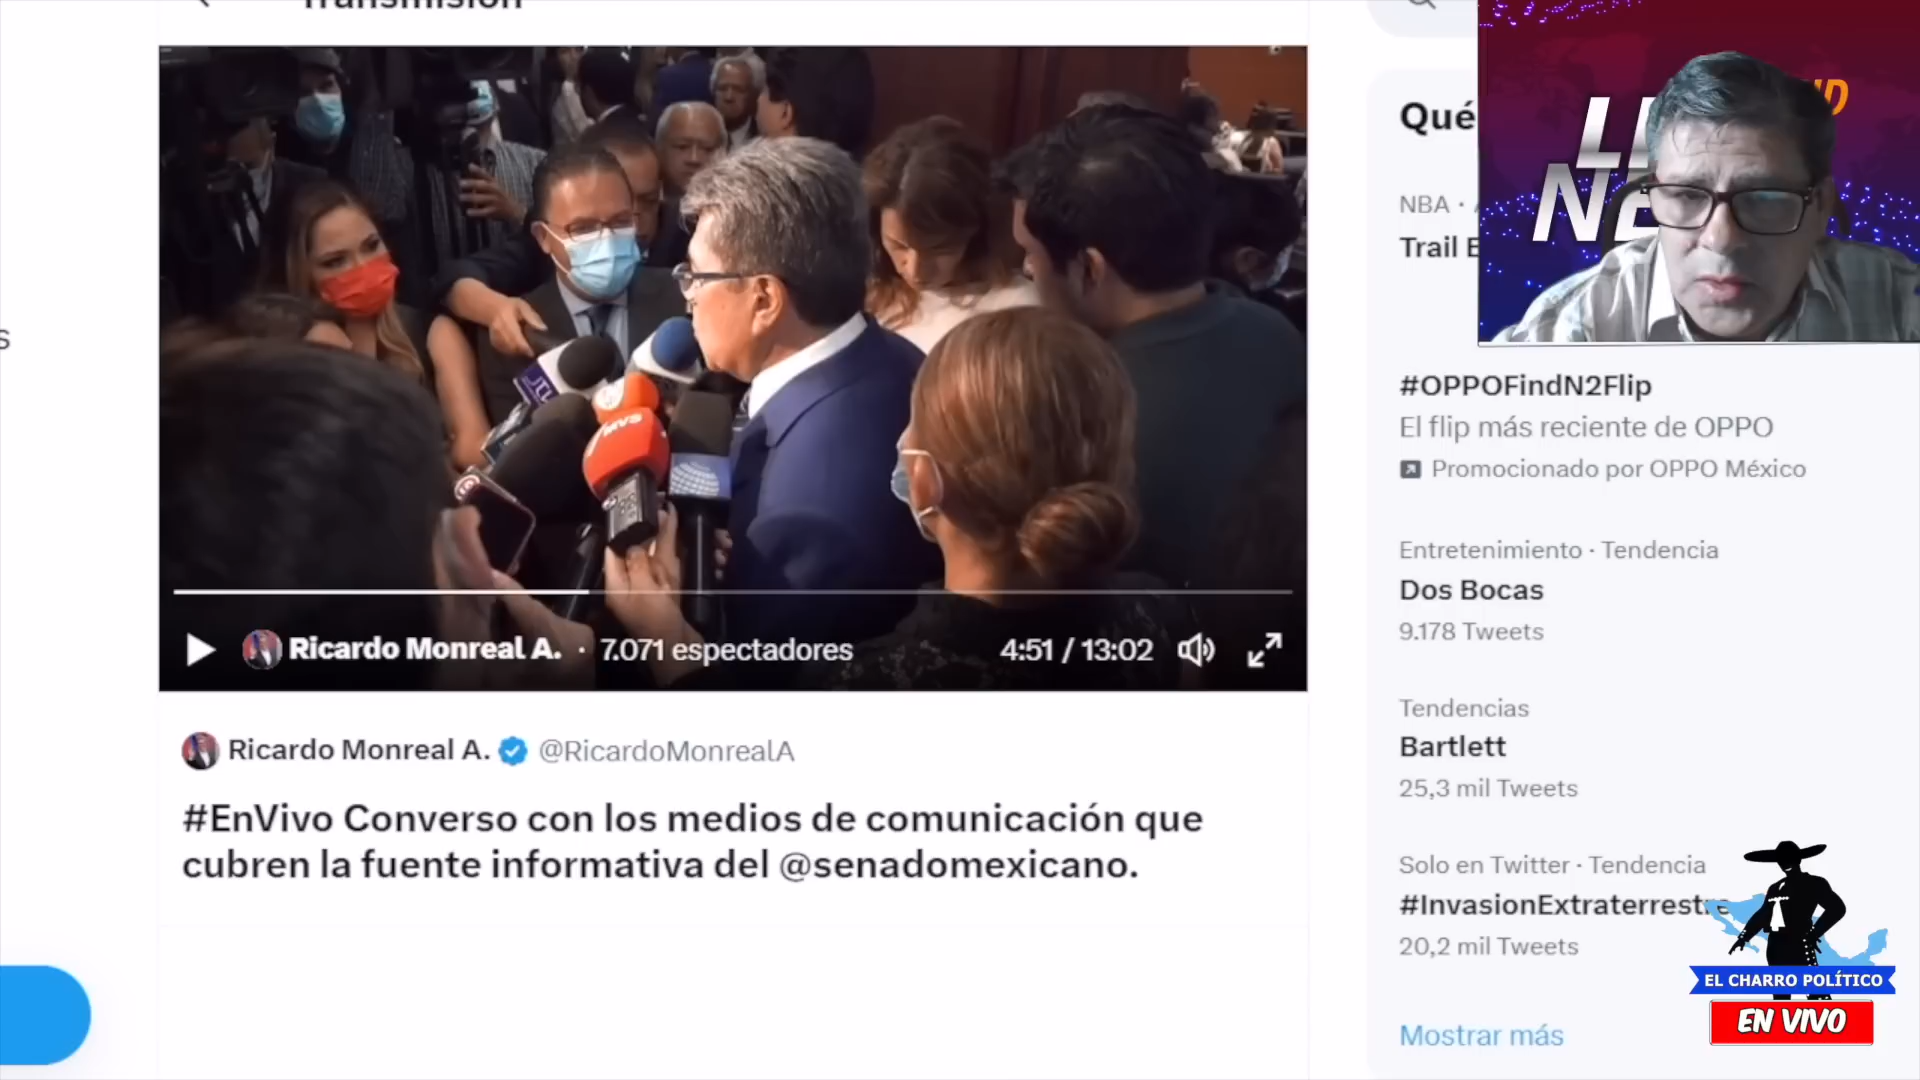 Transmisión
MVS
Ricardo Monreal A. · 7.071 espectadores
4:51 / 13:02
Ricardo Monreal A. @RicardoMonrealA
#EnVivo Converso con los medios de comunicación que
cubren la fuente informativa del @senadomexicano.
s
Qué
NBA ·
Trail
#OPPOFindN2Flip
El flip más reciente de OPPO
Promocionado por OPPO México
Entretenimiento · Tendencia
Dos Bocas
9.178 Tweets
Tendencias
Bartlett
25,3 mil Tweets
Solo en Twitter · Tendencia
#InvasionExtraterrestre
20,2 mil Tweets
Mostrar más
EL CHARRO POLÍTICO
EN VIVO